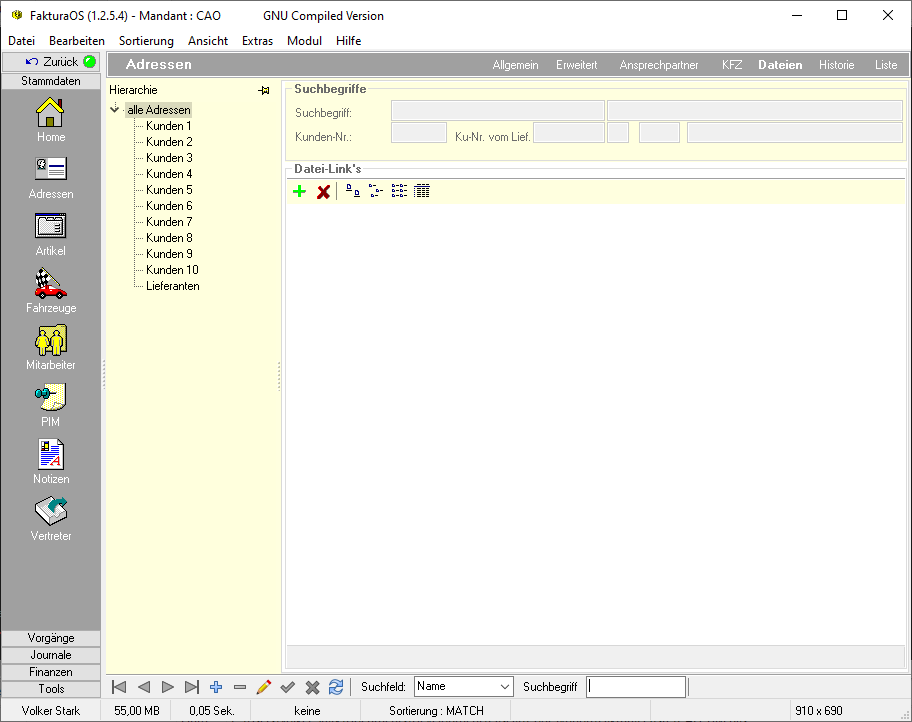 FakturaOS (1.2.5.4) - Mandant : CAO GNU Compiled Version
Datei Bearbeiten Sortierung Ansicht Extras Modul Hilfe
Zurück
Adressen
Allgemein Erweitert Ansprechpartner KFZ Dateien Historie Liste
Stammdaten
Home
Adressen
Artikel
Fahrzeuge
Mitarbeiter
PIM
Notizen
Vertreter
Vorgänge
Journale
Finanzen
Tools
Hierarchie
alle Adressen
Kunden 1
Kunden 2
Kunden 3
Kunden 4
Kunden 5
Kunden 6
Kunden 7
Kunden 8
Kunden 9
Kunden 10
Lieferanten
Suchbegriffe
Suchbegriff:
Kunden-Nr.: Ku-Nr. vom Lief.
Datei-Link's
Suchfeld: Name Suchbegriff
Volker Stark 55,00 MB 0,05 Sek. keine Sortierung : MATCH 910 x 690